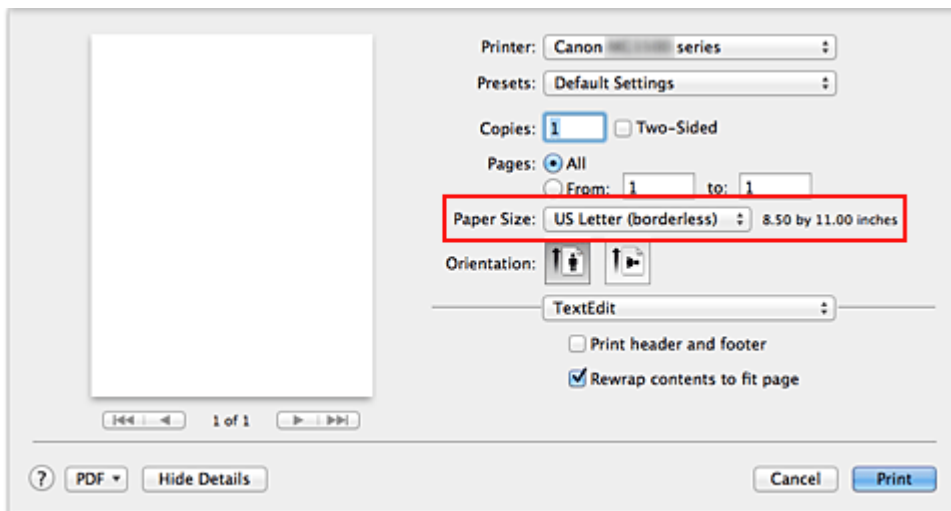 Printer: Canon series
Presets: Default Settings
Copies: 1 Two-Sided
Pages: All
From: 1 to: 1
Paper Size: US Letter (borderless) 8.50 by 11.00 inches
Orientation:
TextEdit
Print header and footer
Rewrap contents to fit page
1 of 1
? PDF Hide Details Cancel Print